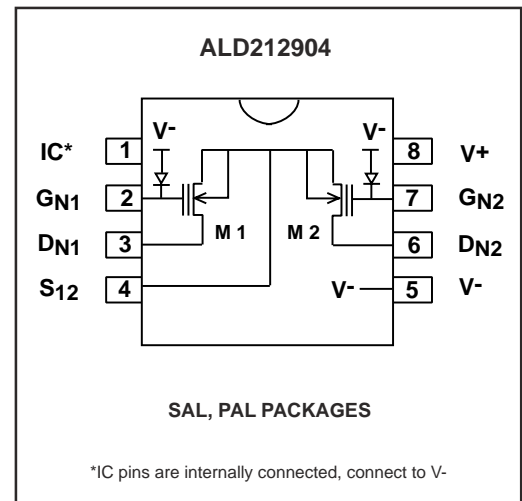 ALD212904
V- V-
IC* 1 8 V+
GN1 2 7 GN2
DN1 3 M 1 M 2 6 DN2
S12 4 V- 5 V-
SAL, PAL PACKAGES
*IC pins are internally connected, connect to V-